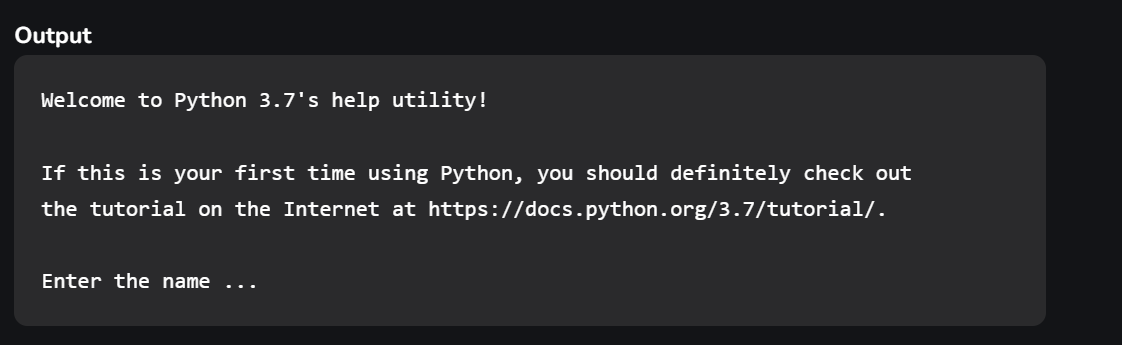 Output
Welcome to Python 3.7's help utility!
If this is your first time using Python, you should definitely check out
the tutorial on the Internet at https://docs.python.org/3.7/tutorial/.
Enter the name ...